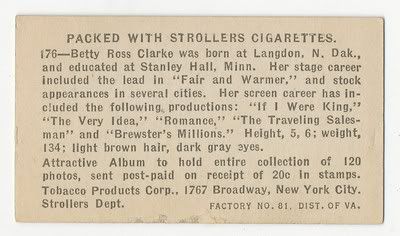 PACKED WITH STROLLERS CIGARETTES.
176—Betty Ross Clarke was born at Langdon, N. Dak.,
and educated at Stanley Hall, Minn. Her stage career
included the lead in "Fair and Warmer," and stock
appearances in several cities. Her screen career has in-
cluded the following productions: "If I Were King,"
"The Very Idea," "Romance," "The Traveling Sales-
man" and "Brewster's Millions." Height, 5, 6; weight,
134; light brown hair, dark gray eyes.
Attractive Album to hold entire collection of 120
photos, sent post-paid on receipt of 20c in stamps.
Tobacco Products Corp., 1767 Broadway, New York City.
Strollers Dept. FACTORY NO. 81, DIST. OF VA.